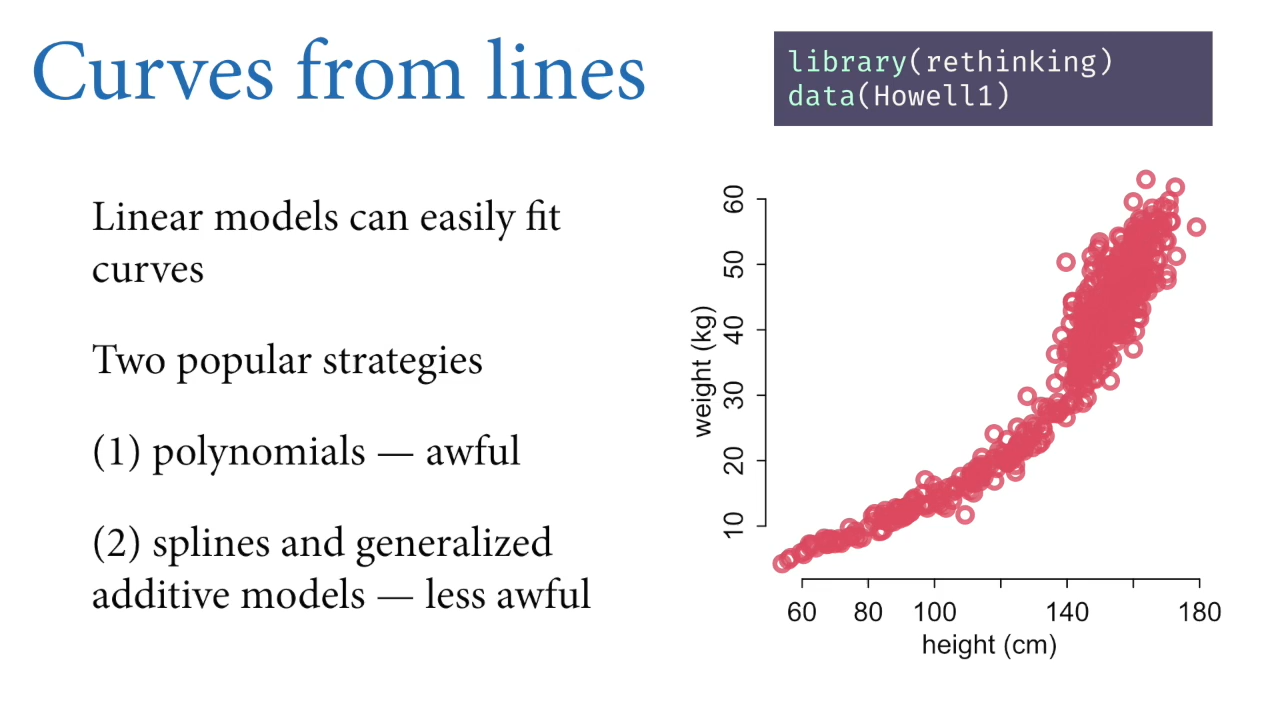 Curves from lines
library(rethinking)
data(Howell1)
Linear models can easily fit
curves
Two popular strategies
(1) polynomials — awful
(2) splines and generalized
additive models — less awful
60
50
40
30
20
10
weight (kg)
60 80 100 140 180
height (cm)